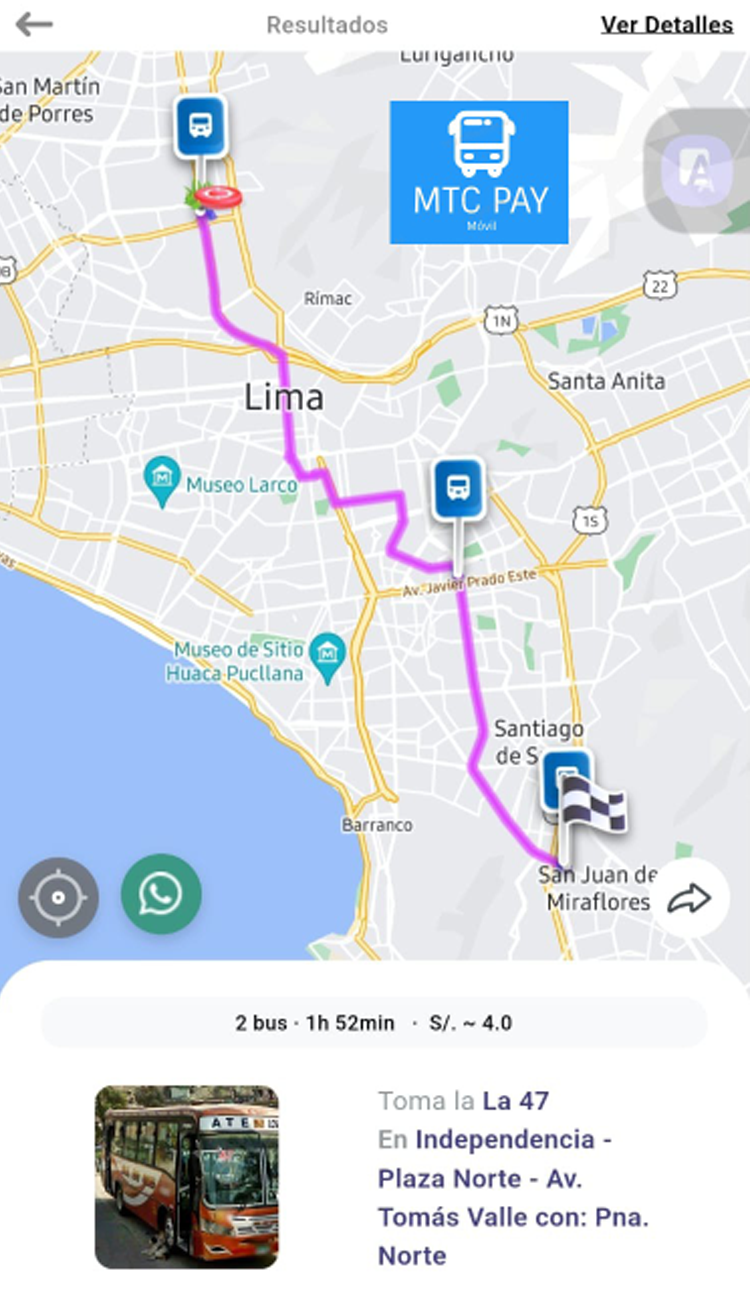 Resultados
Ver Detalles
Lurigancho
San Martín
de Porres
MTC PAY
Móvil
A
22
Rímac
1N
Santa Anita
Lima
Museo Larco
1S
Av. Javier Prado Este
Museo de Sitio
Huaca Pucllana
Santiago
de S
Barranco
San Juan de
Miraflores
2 bus · 1h 52min · S/. ~ 4.0
Toma la La 47
En Independencia -
Plaza Norte - Av.
Tomás Valle con: Pna.
Norte
ATE